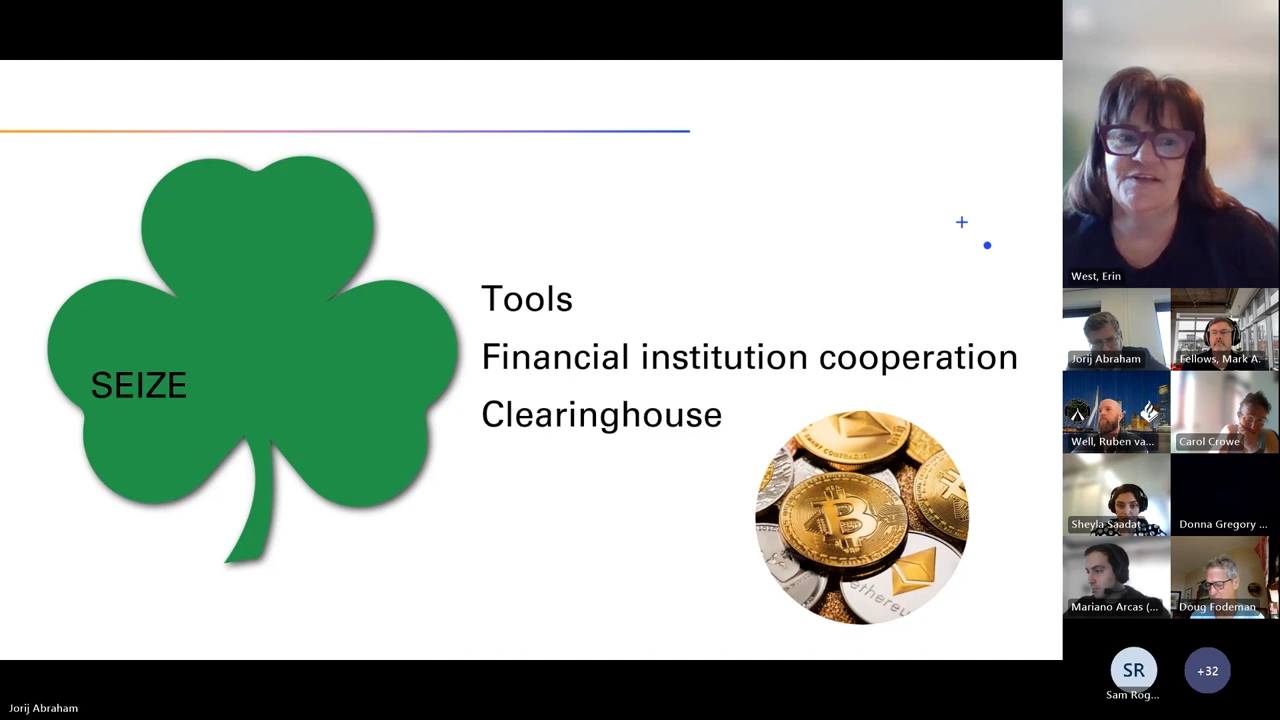 SEIZE
Tools
Financial institution cooperation
Clearinghouse
ethereu
West, Erin
Jorij Abraham
Fellows, Mark A.
Well, Ruben va...
Carol Crowe
Sheyla Saadat
Donna Gregory ...
Mariano Arcas (...
Doug Fodeman
SR
+32
Sam Rog...
Jorij Abraham